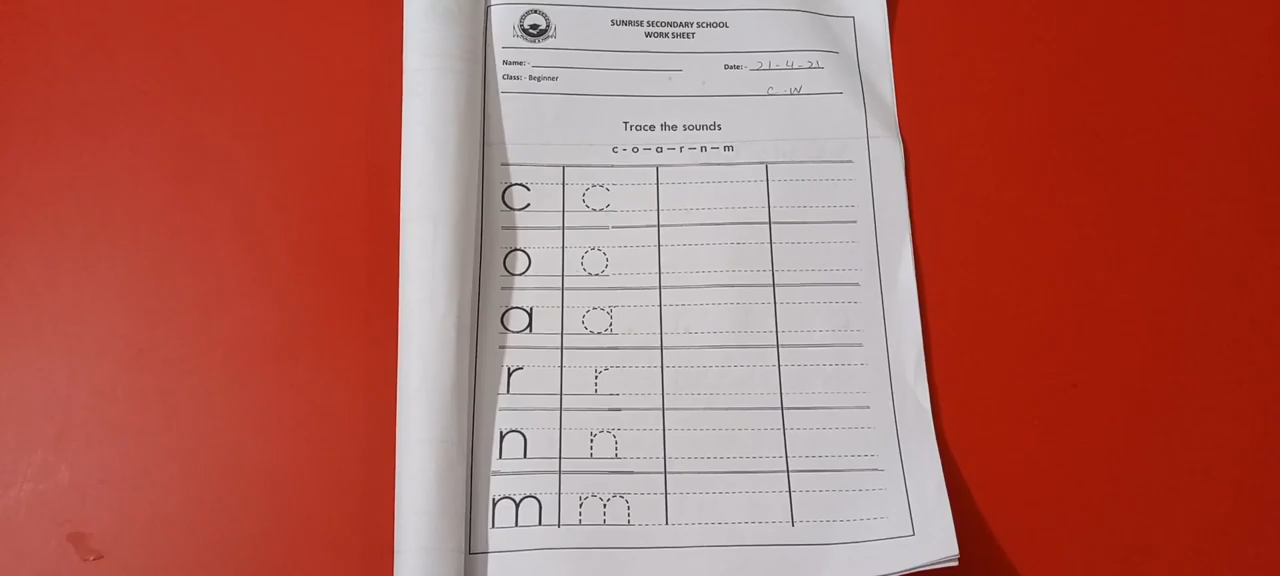 SUNRISE SECONDARY SCHOOL
WORK SHEET
Name: -
Date: - 21-4-21
Class: - Beginner
C.W
Trace the sounds
c - o – a – r – n – m
c c
o o
a a
r r
n n
m m